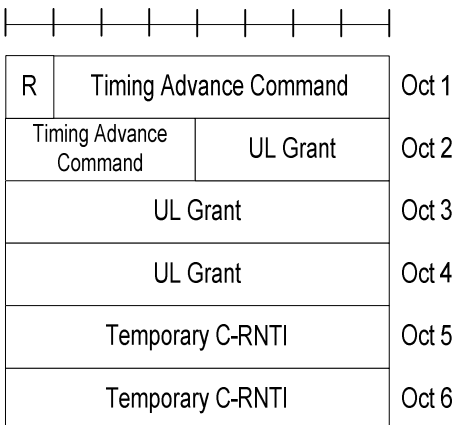 R Timing Advance Command Oct 1
Timing Advance
Command UL Grant Oct 2
UL Grant Oct 3
UL Grant Oct 4
Temporary C-RNTI Oct 5
Temporary C-RNTI Oct 6